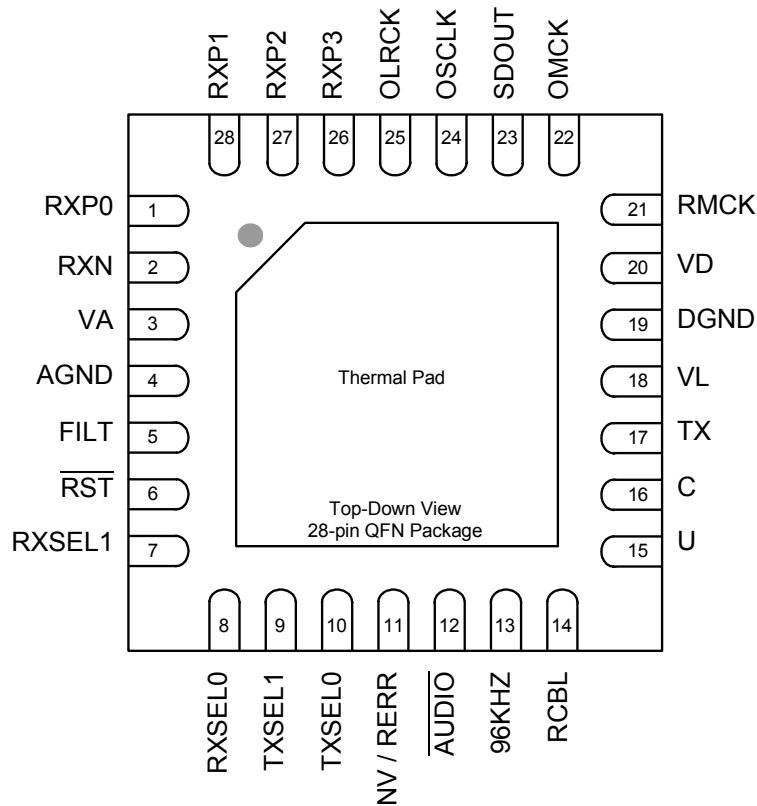 RXP1
RXP2
RXP3
OLRCK
OSCLK
SDOUT
OMCK
28
27
26
25
24
23
22
RXP0
1
RXN
2
VA
3
AGND
4
FILT
5
RST
6
RXSEL1
7
21
RMCK
20
VD
19
DGND
18
VL
17
TX
16
C
15
U
Thermal Pad
Top-Down View
28-pin QFN Package
8
9
10
11
12
13
14
RXSEL0
TXSEL1
TXSEL0
NV / RERR
AUDIO
96KHZ
RCBL